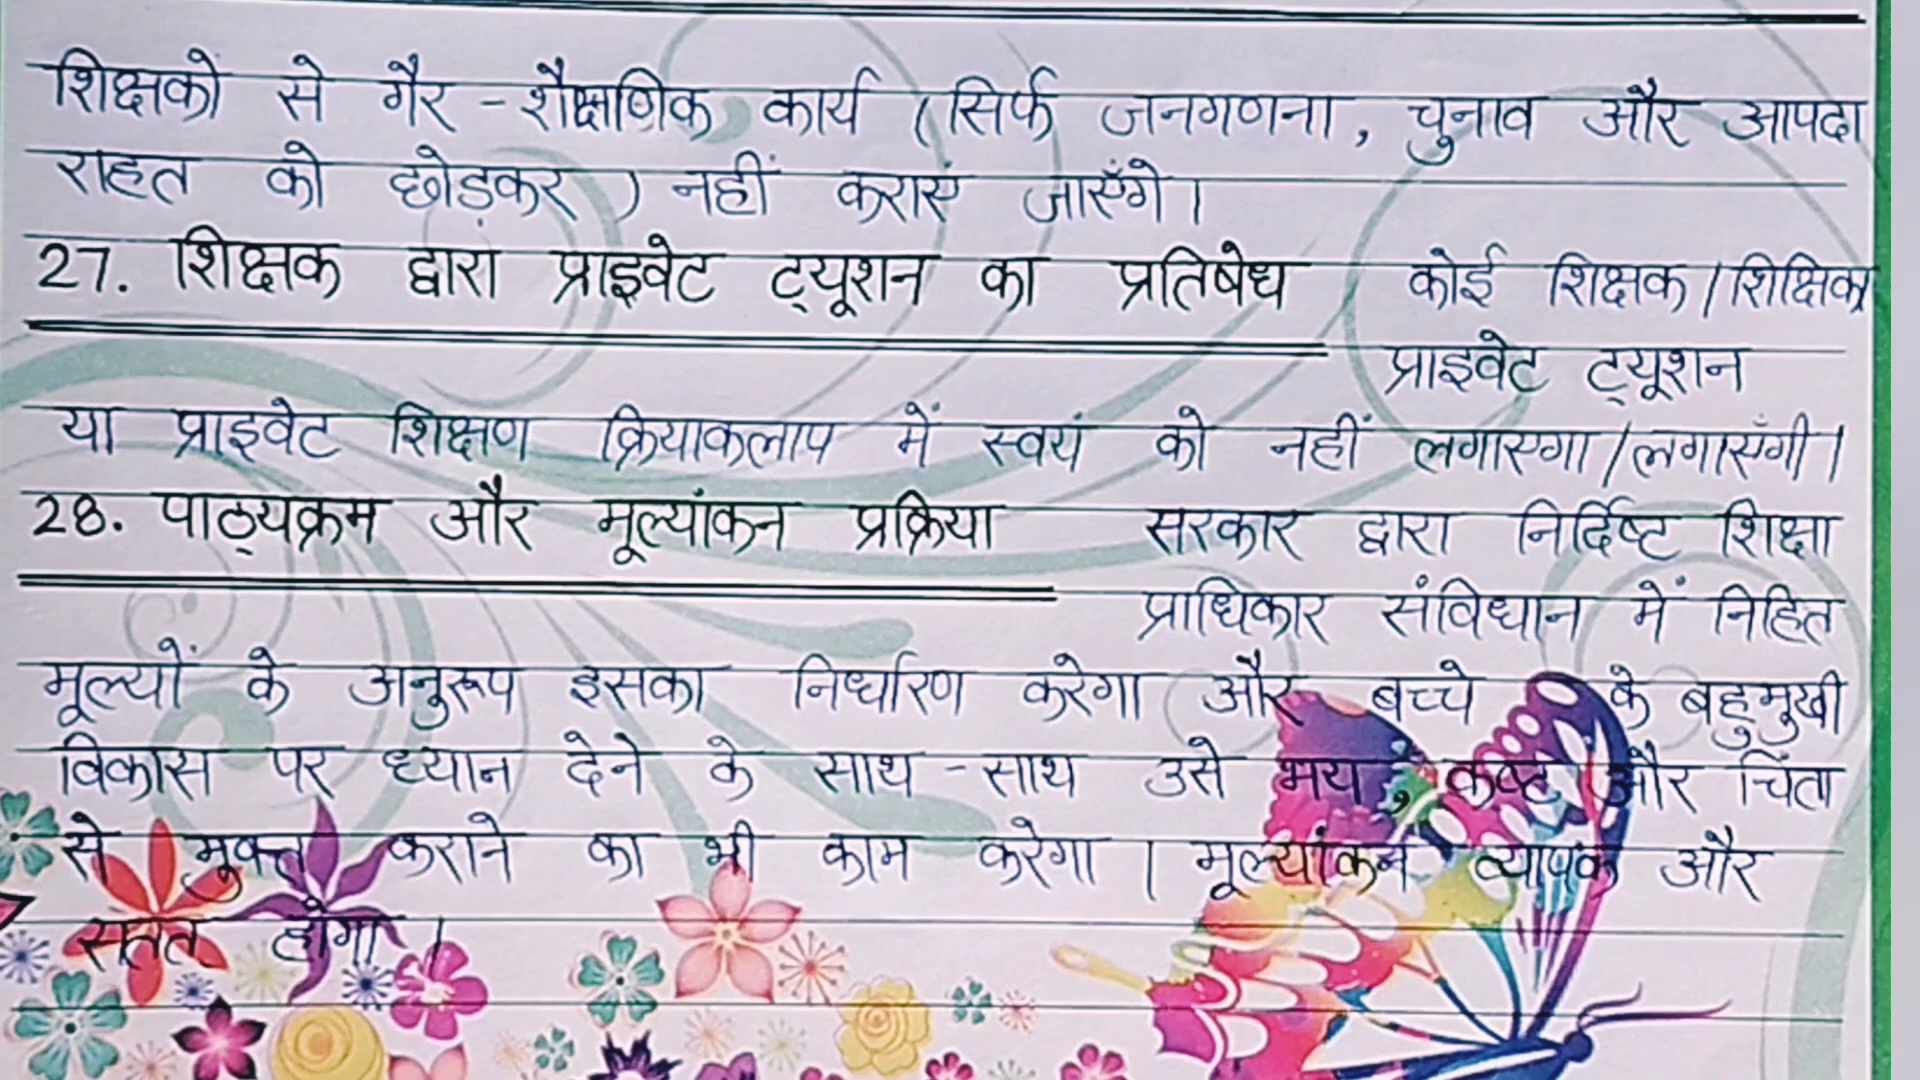 शिक्षकों से गैर - शैक्षणिक कार्य (सिर्फ जनगणना, चुनाव और आपदा
राहत को छोड़कर) नहीं कराएं जाएँगे।
27. शिक्षक द्वारा प्राइवेट ट्यूशन का प्रतिषेध कोई शिक्षक/शिक्षिका
प्राइवेट ट्यूशन
या प्राइवेट शिक्षण क्रियाकलाप में स्वयं को नहीं लगाएगा/लगाएँगी।
28. पाठ्यक्रम और मूल्यांकन प्रक्रिया सरकार द्वारा निर्दिष्ट शिक्षा
प्राधिकार संविधान में निहित
मूल्यों के अनुरूप इसका निर्धारण करेगा और बच्चे के बहुमुखी
विकास पर ध्यान देने के साथ - साथ उसे भय, कष्ट और चिंता
से मुक्त कराने का भी काम करेगा। मूल्यांकन व्यापक और
सतत होगा।